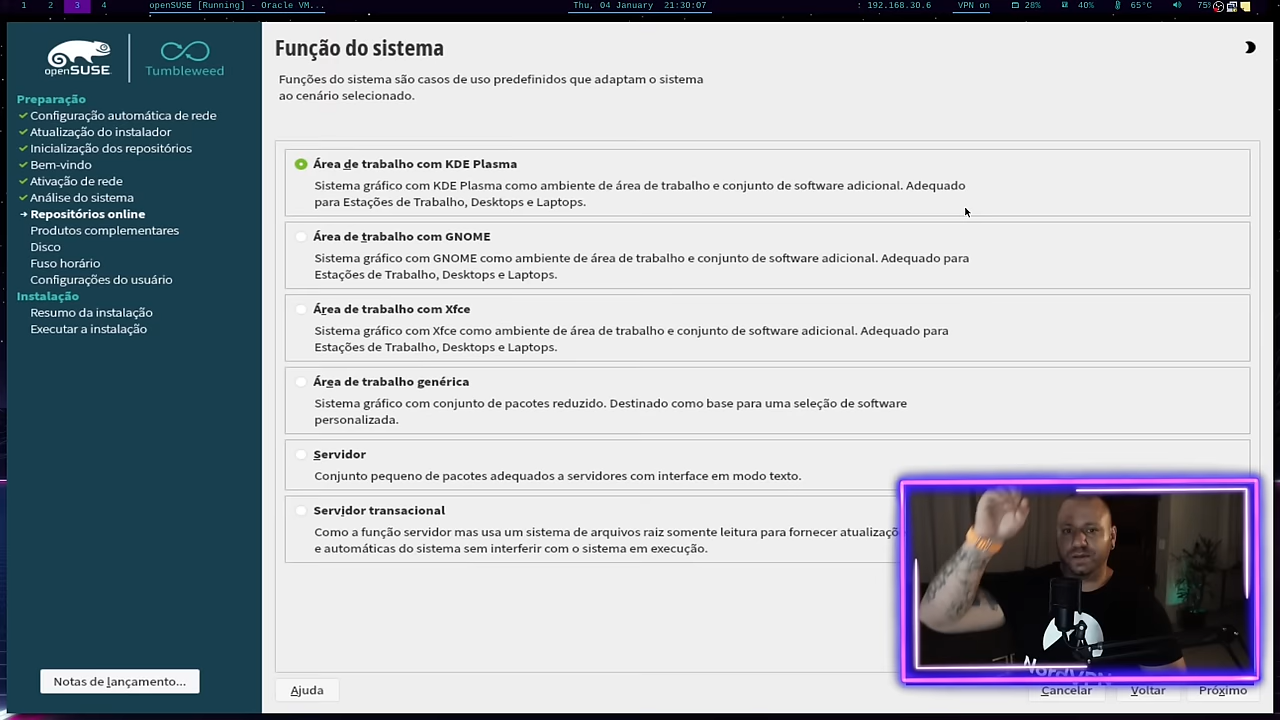 1 2 3 4 openSUSE [Running] - Oracle VM... Thu, 04 January 21:30:07 : 192.168.30.6 VPN on 28% 40% 65°C 75%
openSUSE Tumbleweed
Preparação
Configuração automática de rede
Atualização do instalador
Inicialização dos repositórios
Bem-vindo
Ativação de rede
Análise do sistema
Repositórios online
Produtos complementares
Disco
Fuso horário
Configurações do usuário
Instalação
Resumo da instalação
Executar a instalação
Notas de lançamento...
Função do sistema
Funções do sistema são casos de uso predefinidos que adaptam o sistema
ao cenário selecionado.
Área de trabalho com KDE Plasma
Sistema gráfico com KDE Plasma como ambiente de área de trabalho e conjunto de software adicional. Adequado
para Estações de Trabalho, Desktops e Laptops.
Área de trabalho com GNOME
Sistema gráfico com GNOME como ambiente de área de trabalho e conjunto de software adicional. Adequado para
Estações de Trabalho, Desktops e Laptops.
Área de trabalho com Xfce
Sistema gráfico com Xfce como ambiente de área de trabalho e conjunto de software adicional. Adequado para
Estações de Trabalho, Desktops e Laptops.
Área de trabalho genérica
Sistema gráfico com conjunto de pacotes reduzido. Destinado como base para uma seleção de software
personalizada.
Servidor
Conjunto pequeno de pacotes adequados a servidores com interface em modo texto.
Servidor transacional
Como a função servidor mas usa um sistema de arquivos raiz somente leitura para fornecer
e automáticas do sistema sem interferir com o sistema em execução.
NordVPN
Ajuda
Cancelar
Voltar
Próximo